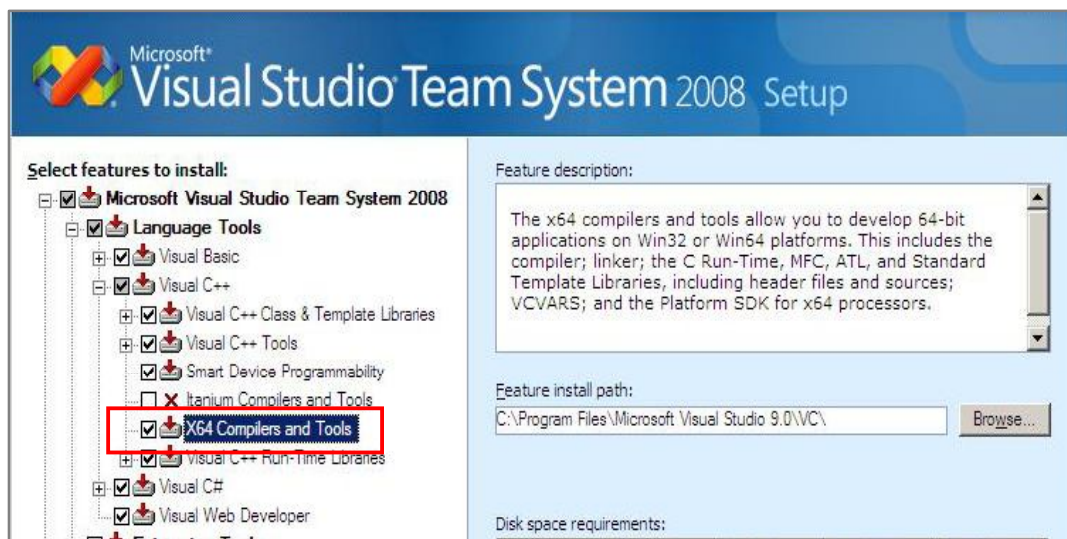 Microsoft®
Visual Studio Team System 2008 Setup
Select features to install:
Microsoft Visual Studio Team System 2008
Language Tools
Visual Basic
Visual C++
Visual C++ Class & Template Libraries
Visual C++ Tools
Smart Device Programmability
Itanium Compilers and Tools
X64 Compilers and Tools
Visual C++ Run-Time Libraries
Visual C#
Visual Web Developer
Feature description:
The x64 compilers and tools allow you to develop 64-bit
applications on Win32 or Win64 platforms. This includes the
compiler; linker; the C Run-Time, MFC, ATL, and Standard
Template Libraries, including header files and sources;
VCVARS; and the Platform SDK for x64 processors.
Feature install path:
C:\Program Files\Microsoft Visual Studio 9.0\VC\
Browse...
Disk space requirements: